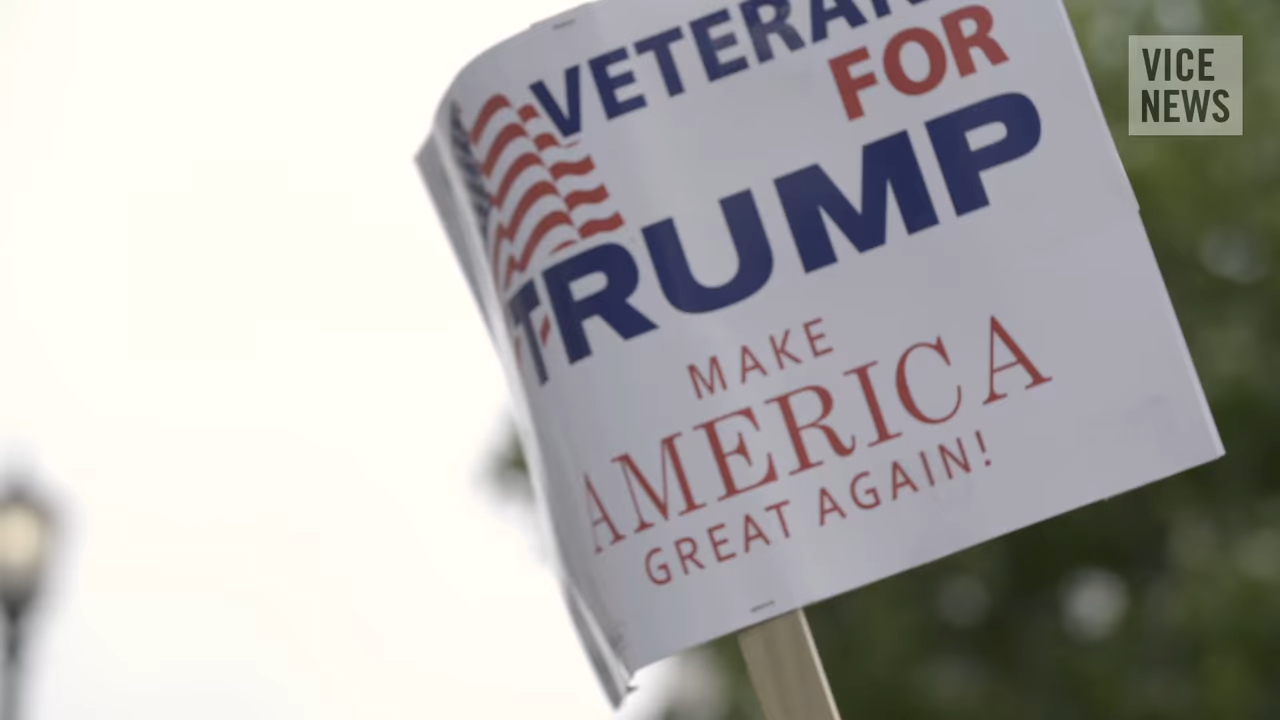 VETERAN
FOR
TRUMP
MAKE
AMERICA
GREAT AGAIN!
VICE
NEWS